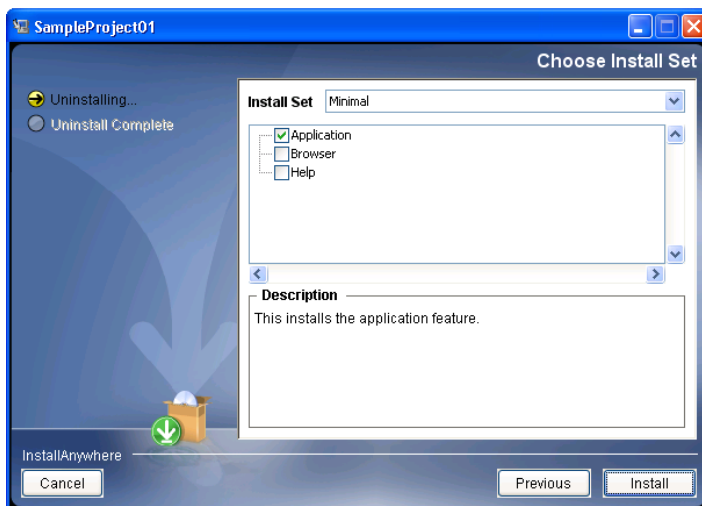 SampleProject01
Choose Install Set
Uninstalling...
Uninstall Complete
Install Set Minimal
Application
Browser
Help
Description
This installs the application feature.
InstallAnywhere
Cancel Previous Install